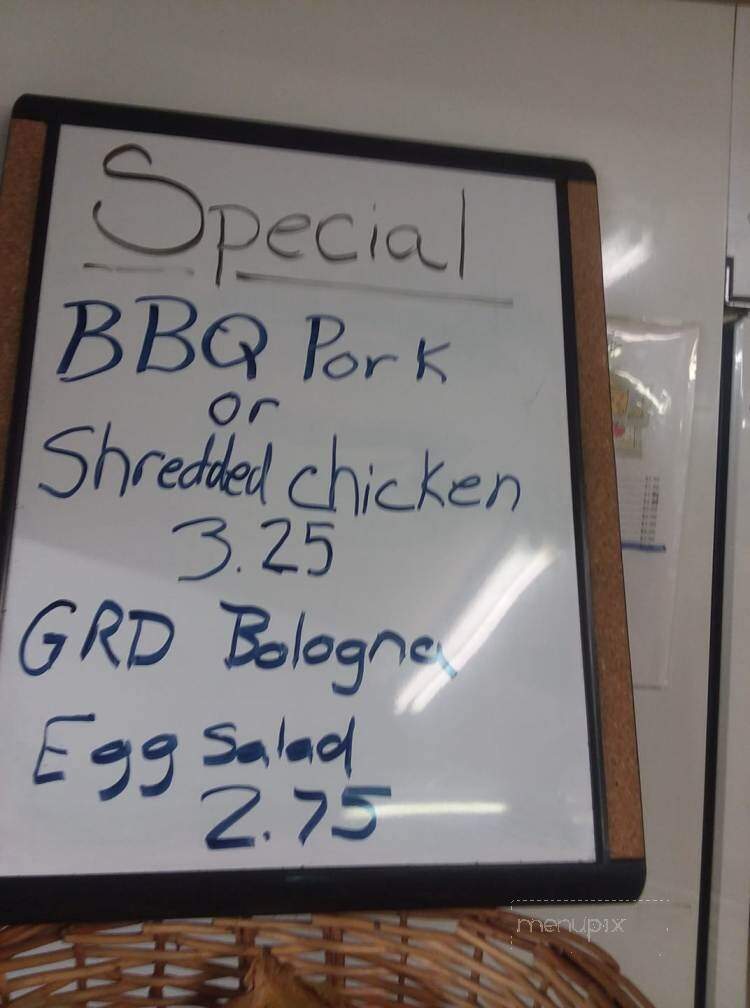 Special
BBQ Pork
or
Shredded chicken
3.25
GRD Bologna
Egg Salad
2.75
menupix